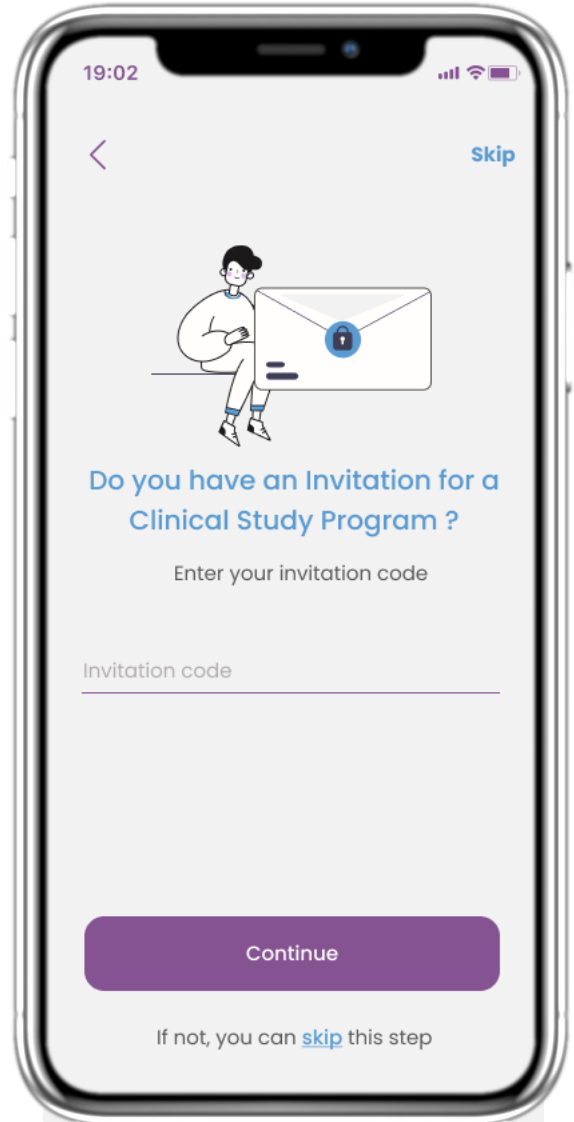 19:02
Skip
Do you have an Invitation for a
Clinical Study Program ?
Enter your invitation code
Invitation code
Continue
If not, you can skip this step